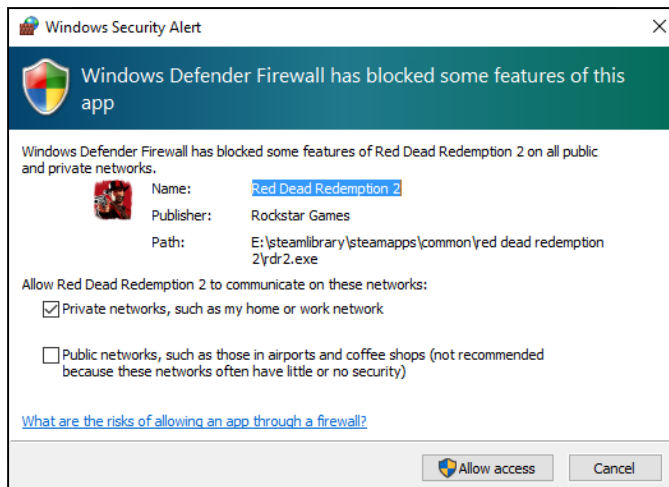 Windows Security Alert
Windows Defender Firewall has blocked some features of this
app
Windows Defender Firewall has blocked some features of Red Dead Redemption 2 on all public
and private networks.
Name: Red Dead Redemption 2
Publisher: Rockstar Games
Path: E:\steamlibrary\steamapps\common\red dead redemption
2\rdr2.exe
Allow Red Dead Redemption 2 to communicate on these networks:
Private networks, such as my home or work network
Public networks, such as those in airports and coffee shops (not recommended
because these networks often have little or no security)
What are the risks of allowing an app through a firewall?
Allow access Cancel